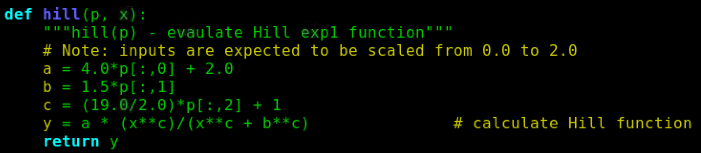 def hill(p, x):
    """hill(p) - evaulate Hill exp1 function"""
    # Note: inputs are expected to be scaled from 0.0 to 2.0
    a = 4.0*p[:,0] + 2.0
    b = 1.5*p[:,1]
    c = (19.0/2.0)*p[:,2] + 1
    y = a * (x**c)/(x**c + b**c)               # calculate Hill function
    return y